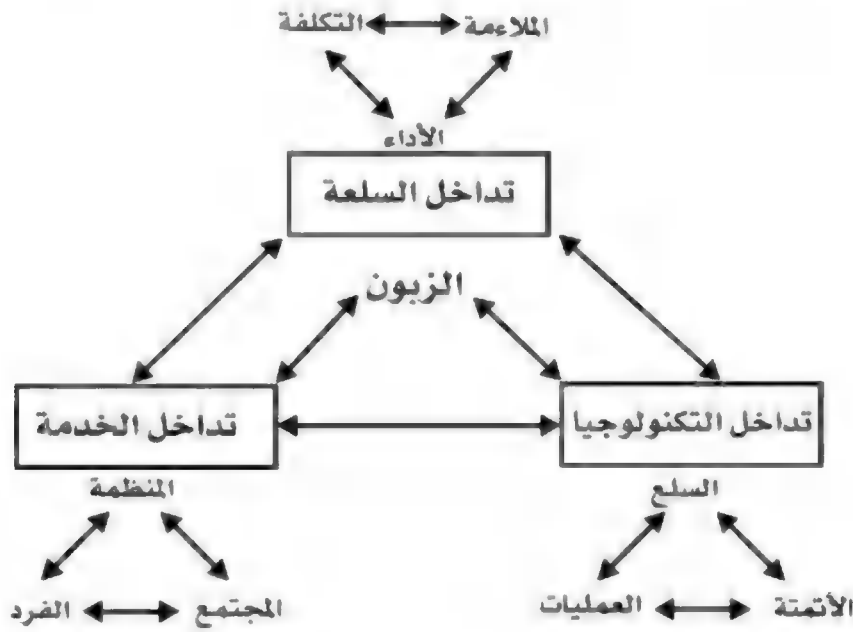 الملاءمة التكلفة
الأداء
تداخل السلعة
الزبون
تداخل التكنولوجيا تداخل الخدمة
السلع المنظمة
الأتمتة العمليات المجتمع الفرد